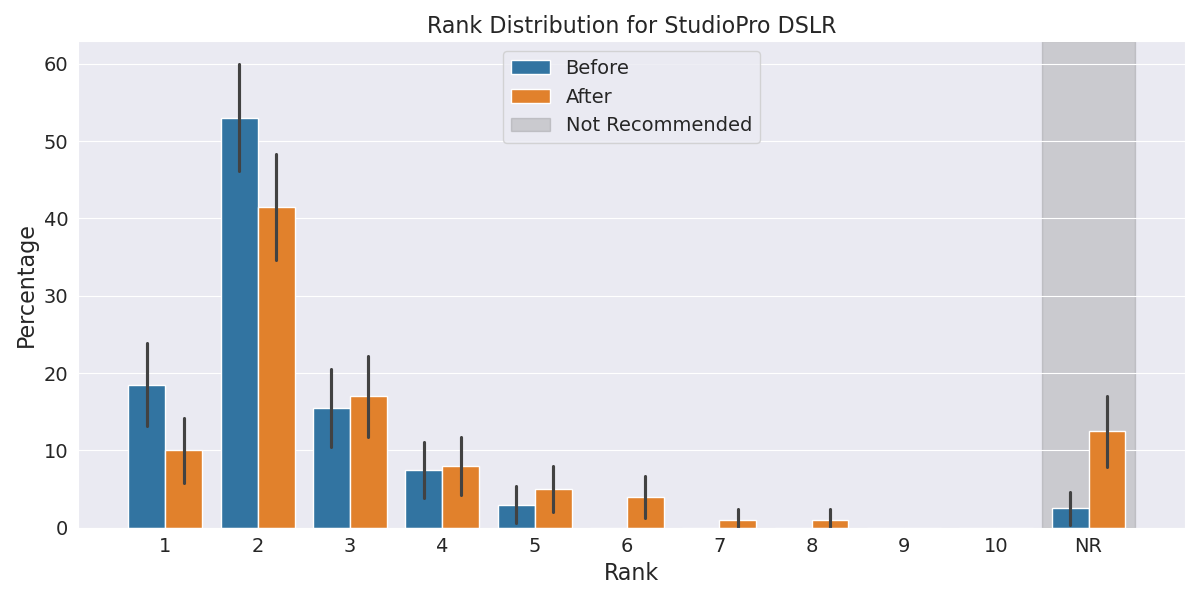 Rank Distribution for StudioPro DSLR
Before
After
Not Recommended
Percentage
60
50
40
30
20
10
0
1 2 3 4 5 6 7 8 9 10 NR
Rank